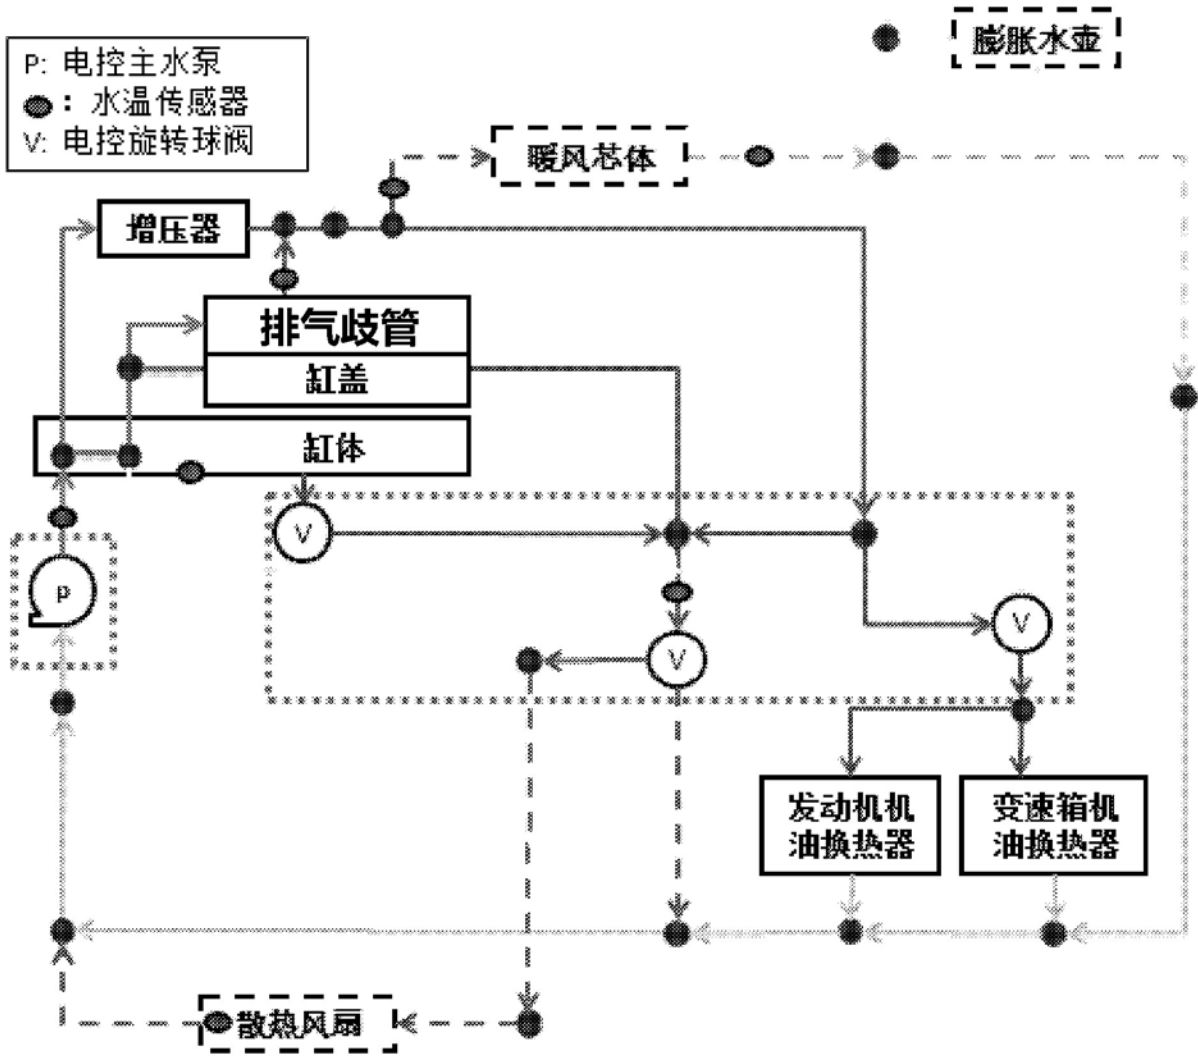 膨胀水壶
P: 电控主水泵
: 水温传感器
V: 电控旋转球阀
暖风芯体
增压器
排气歧管
缸盖
缸体
V
P
V
V
发动机机
油换热器
变速箱机
油换热器
散热风扇